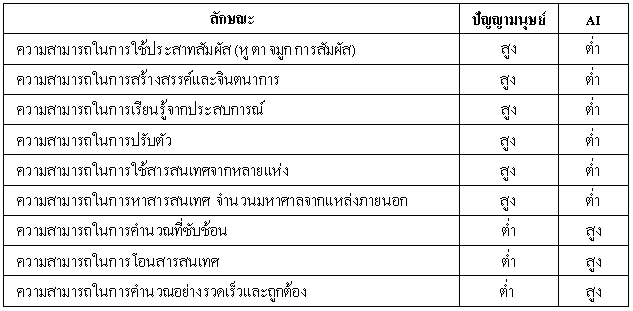 ลักษณะ ปัญญามนุษย์ AI
ความสามารถในการใช้ประสาทสัมผัส (หู ตา จมูก การสัมผัส) สูง ต่ำ
ความสามารถในการสร้างสรรค์และจินตนาการ สูง ต่ำ
ความสามารถในการเรียนรู้จากประสบการณ์ สูง ต่ำ
ความสามารถในการปรับตัว สูง ต่ำ
ความสามารถในการใช้สารสนเทศจากหลายแห่ง สูง ต่ำ
ความสามารถในการหาสารสนเทศ จำนวนมหาศาลจากแหล่งภายนอก สูง ต่ำ
ความสามารถในการคำนวณที่ซับซ้อน ต่ำ สูง
ความสามารถในการโอนสารสนเทศ ต่ำ สูง
ความสามารถในการคำนวณอย่างรวดเร็วและถูกต้อง ต่ำ สูง